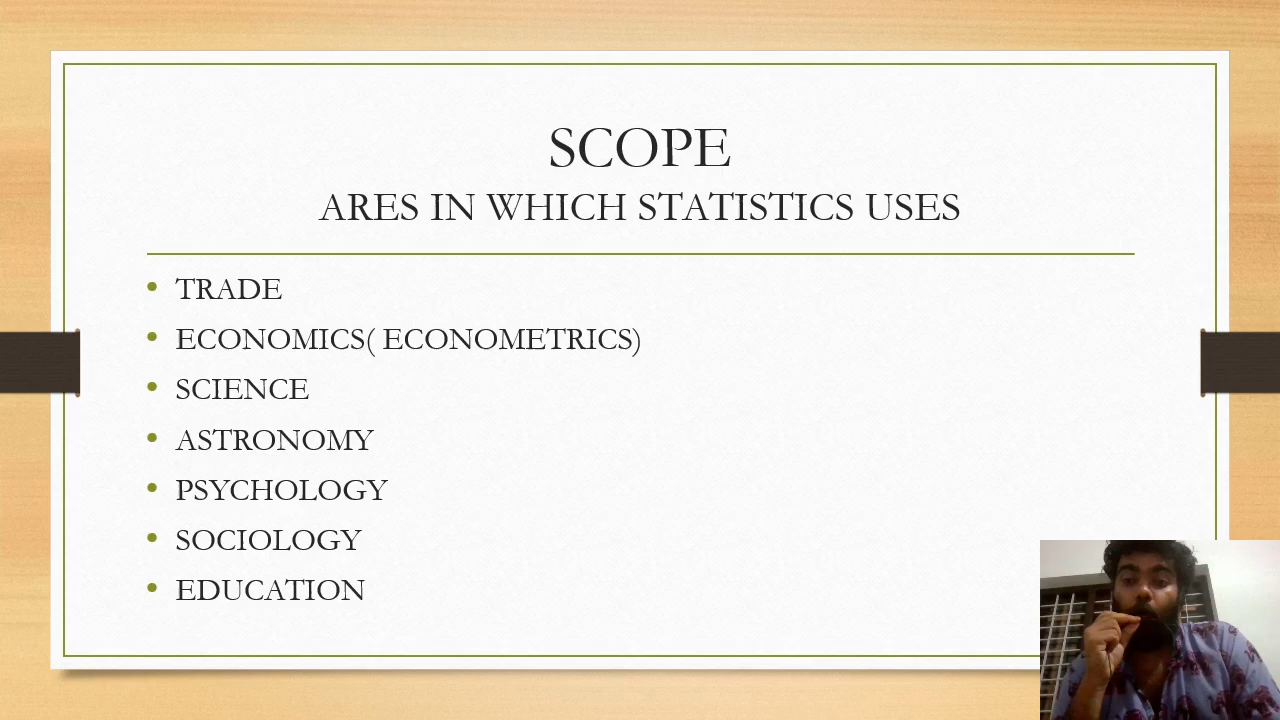 SCOPE
ARES IN WHICH STATISTICS USES
• TRADE
• ECONOMICS( ECONOMETRICS)
• SCIENCE
• ASTRONOMY
• PSYCHOLOGY
• SOCIOLOGY
• EDUCATION